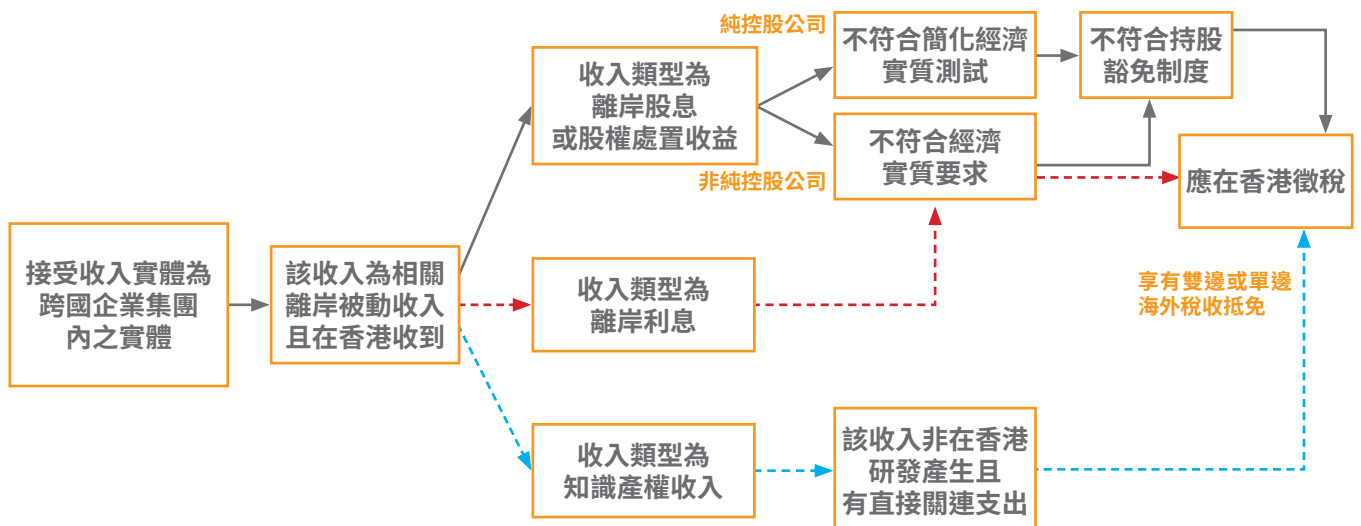 接受收入實體為
跨國企業集團
內之實體
該收入為相關
離岸被動收入
且在香港收到
收入類型為
離岸股息
或股權處置收益
純控股公司
不符合簡化經濟
實質測試
不符合持股
豁免制度
非純控股公司
不符合經濟
實質要求
應在香港徵稅
收入類型為
離岸利息
享有雙邊或單邊
海外稅收抵免
收入類型為
知識產權收入
該收入非在香港
研發產生且
有直接關連支出